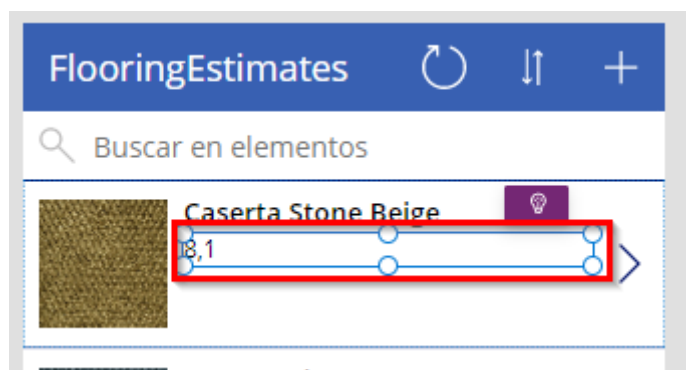 FlooringEstimates
Buscar en elementos
Caserta Stone Beige
8,1